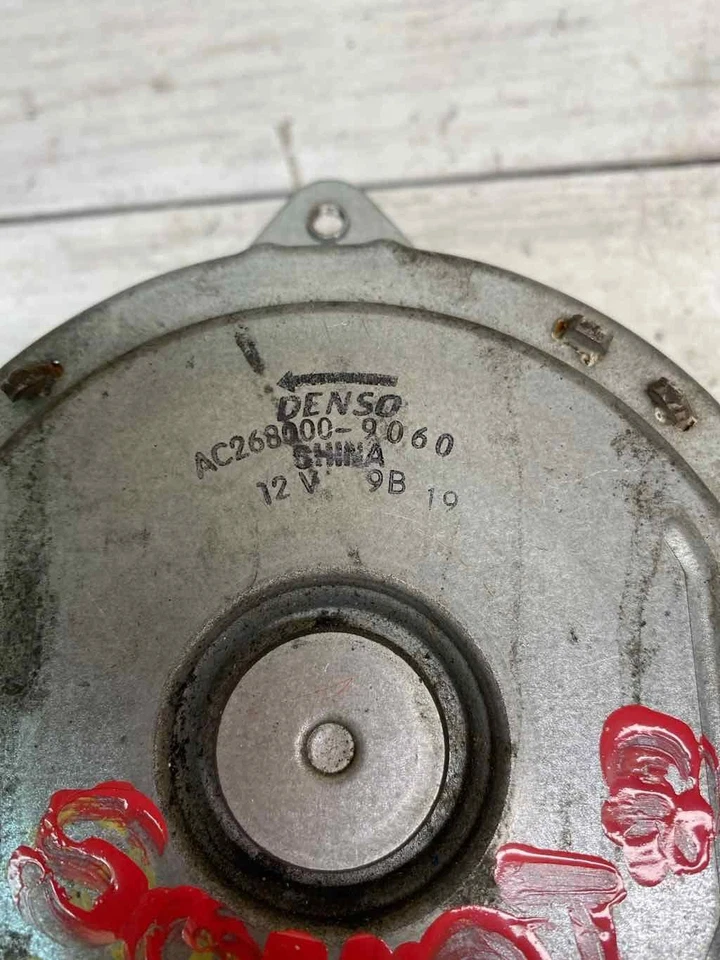 DENSO
AC268000-9060
CHINA
12V 9B 19